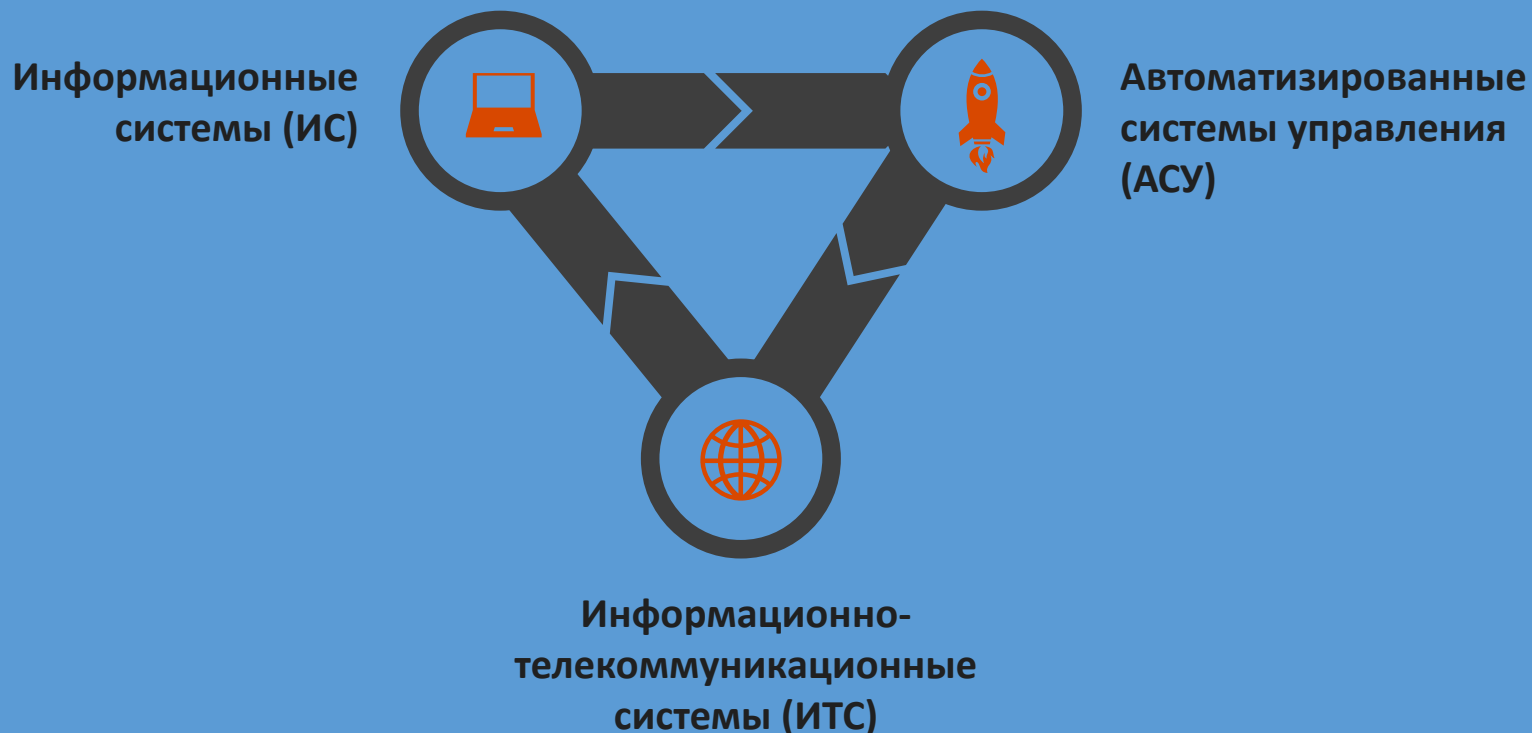 Информационные
системы (ИС)
Автоматизированные
системы управления
(АСУ)
Информационно-
телекоммуникационные
системы (ИТС)